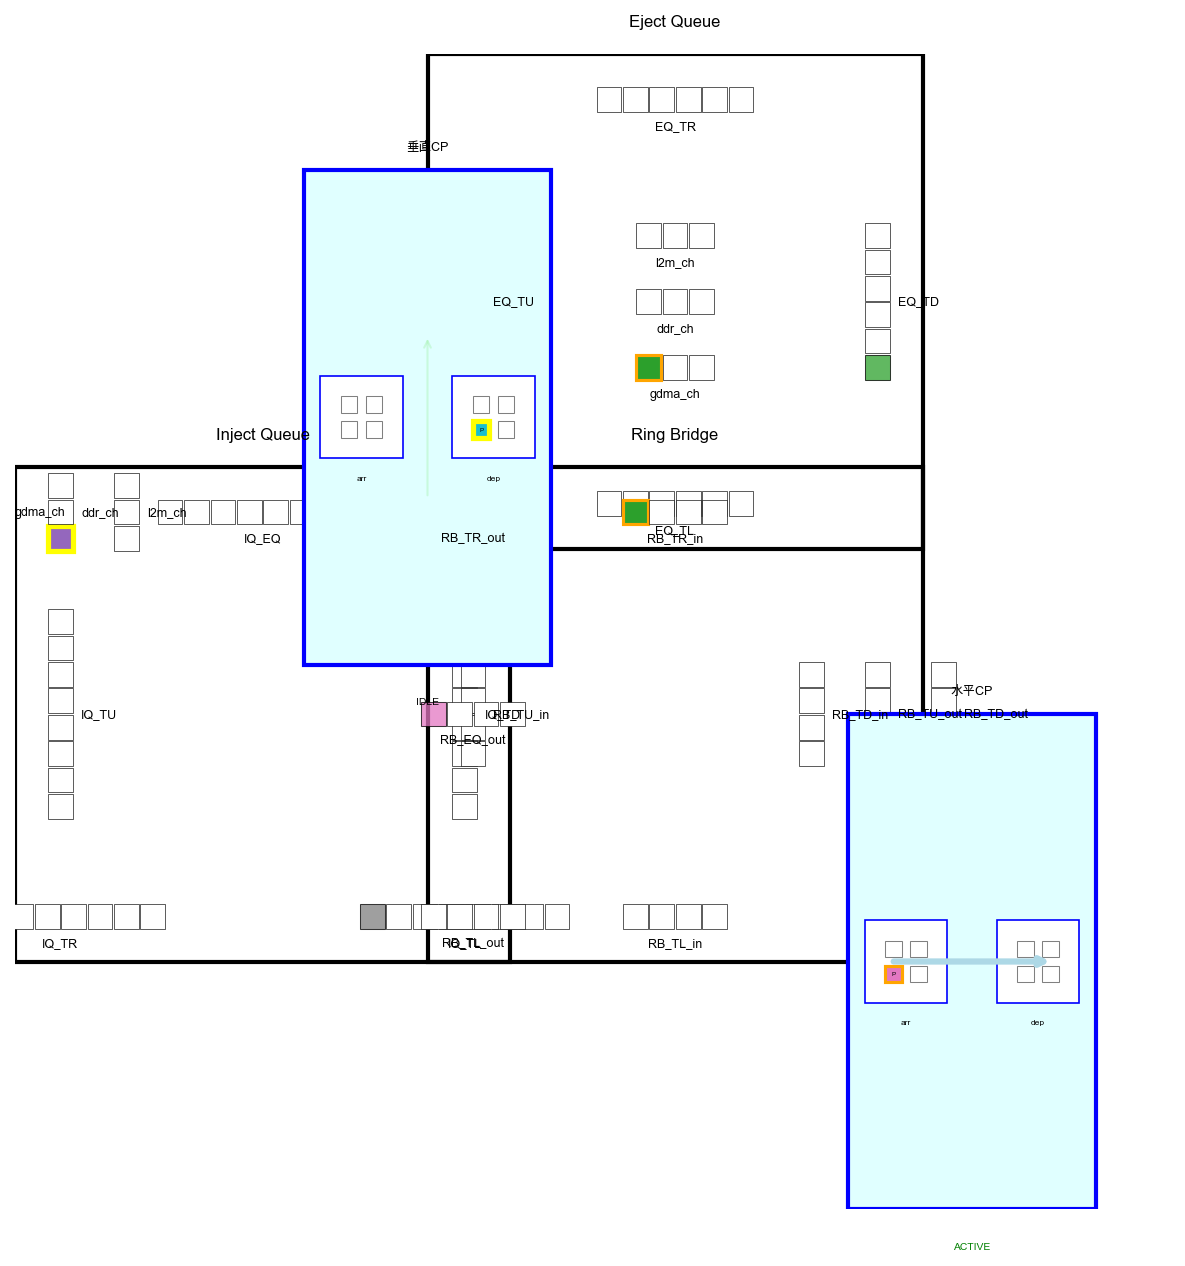 Eject Queue
EQ_TR
垂直CP
l2m_ch
EQ_TU
EQ_TD
ddr_ch
gdma_ch
Inject Queue
Ring Bridge
P
arr
dep
gdma_ch
ddr_ch
l2m_ch
IQ_EQ
RB_TR_out
EQ_TL
RB_TR_in
水平CP
IDLE
IQ_TU
IQ_TD
RB_TU_in
RB_TD_in
RB_TU_out
RB_TD_out
RB_EQ_out
IQ_TR
IQ_TL
RB_TL_out
RB_TL_in
P
arr
dep
ACTIVE